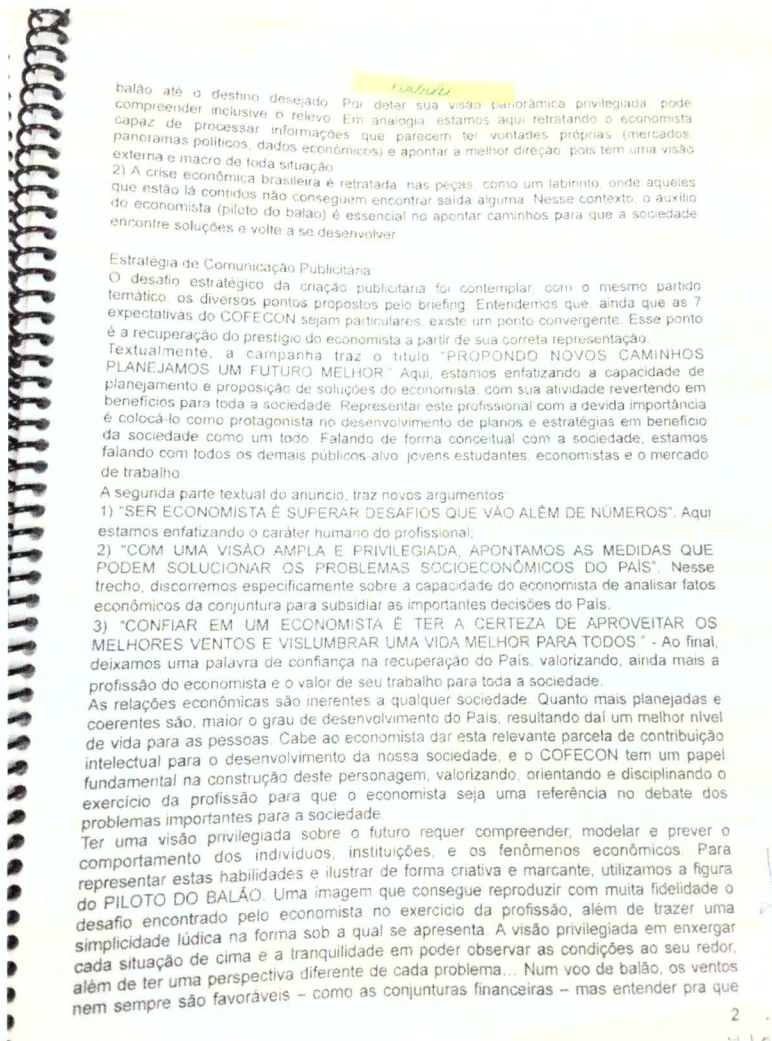 balão até o destino desejado. Por deter sua visão panorâmica privilegiada, pode
compreender inclusive o relevo. Em analogia, estamos aqui retratando o economista
capaz de processar informações que parecem ter vontades próprias (mercados,
panoramas políticos, dados econômicos) e apontar a melhor direção, pois tem uma visão
externa e macro de toda situação
2) A crise econômica brasileira é retratada, nas peças, como um labirinto, onde aqueles
que estão lá contidos não conseguem encontrar saída alguma. Nesse contexto, o auxílio
do economista (piloto do balao) é essencial no apontar caminhos para que a sociedade
encontre soluções e volte a se desenvolver
Estratégia de Comunicação Publicitária
O desafio estratégico da criação publicitária foi contemplar, com o mesmo partido
temático, os diversos pontos propostos pelo briefing. Entendemos que, ainda que as 7
expectativas do COFECON sejam particulares, existe um ponto convergente. Esse ponto
é a recuperação do prestígio do economista a partir de sua correta representação.
Textualmente, a campanha traz o título "PROPONDO NOVOS CAMINHOS
PLANEJAMOS UM FUTURO MELHOR." Aqui, estamos enfatizando a capacidade de
planejamento e proposição de soluções do economista, com sua atividade revertendo em
benefícios para toda a sociedade. Representar este profissional com a devida importância
é colocá-lo como protagonista no desenvolvimento de planos e estratégias em benefício
da sociedade como um todo. Falando de forma conceitual com a sociedade, estamos
falando com todos os demais públicos-alvo: jovens estudantes, economistas e o mercado
de trabalho.
A segunda parte textual do anuncio, traz novos argumentos:
1) "SER ECONOMISTA É SUPERAR DESAFIOS QUE VÃO ALÉM DE NÚMEROS". Aqui
estamos enfatizando o caráter humano do profissional;
2) "COM UMA VISÃO AMPLA E PRIVILEGIADA, APONTAMOS AS MEDIDAS QUE
PODEM SOLUCIONAR OS PROBLEMAS SOCIOECONÔMICOS DO PAÍS". Nesse
trecho, discorremos especificamente sobre a capacidade do economista de analisar fatos
econômicos da conjuntura para subsidiar as importantes decisões do País.
3) "CONFIAR EM UM ECONOMISTA É TER A CERTEZA DE APROVEITAR OS
MELHORES VENTOS E VISLUMBRAR UMA VIDA MELHOR PARA TODOS." - Ao final,
deixamos uma palavra de confiança na recuperação do País, valorizando, ainda mais a
profissão do economista e o valor de seu trabalho para toda a sociedade.
As relações econômicas são inerentes a qualquer sociedade. Quanto mais planejadas e
coerentes são, maior o grau de desenvolvimento do País, resultando daí um melhor nível
de vida para as pessoas. Cabe ao economista dar esta relevante parcela de contribuição
intelectual para o desenvolvimento da nossa sociedade, e o COFECON tem um papel
fundamental na construção deste personagem, valorizando, orientando e disciplinando o
exercício da profissão para que o economista seja uma referência no debate dos
problemas importantes para a sociedade
Ter uma visão privilegiada sobre o futuro requer compreender, modelar e prever o
comportamento dos indivíduos, instituições, e os fenômenos econômicos. Para
representar estas habilidades e ilustrar de forma criativa e marcante, utilizamos a figura
do PILOTO DO BALÃO. Uma imagem que consegue reproduzir com muita fidelidade o
desafio encontrado pelo economista no exercicio da profissão, além de trazer uma
simplicidade lúdica na forma sob a qual se apresenta. A visão privilegiada em enxergar
cada situação de cima e a tranquilidade em poder observar as condições ao seu redor,
além de ter uma perspectiva diferente de cada problema... Num voo de balão, os ventos
nem sempre são favoráveis – como as conjunturas financeiras – mas entender pra que
2